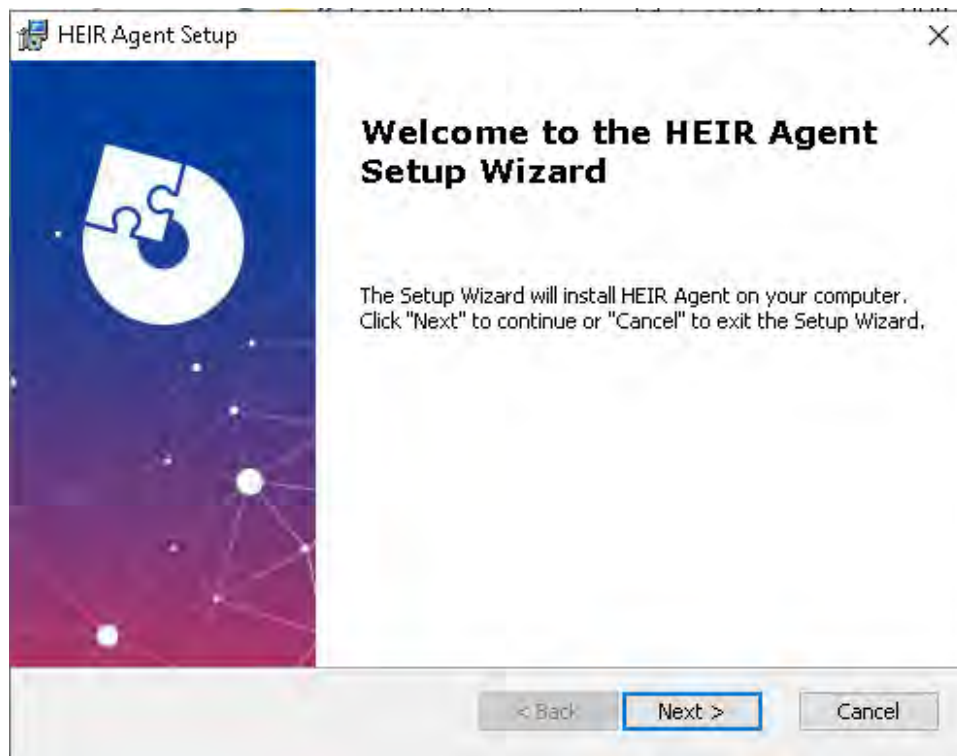 HEIR Agent Setup
Welcome to the HEIR Agent
Setup Wizard
The Setup Wizard will install HEIR Agent on your computer.
Click "Next" to continue or "Cancel" to exit the Setup Wizard.
< Back
Next >
Cancel